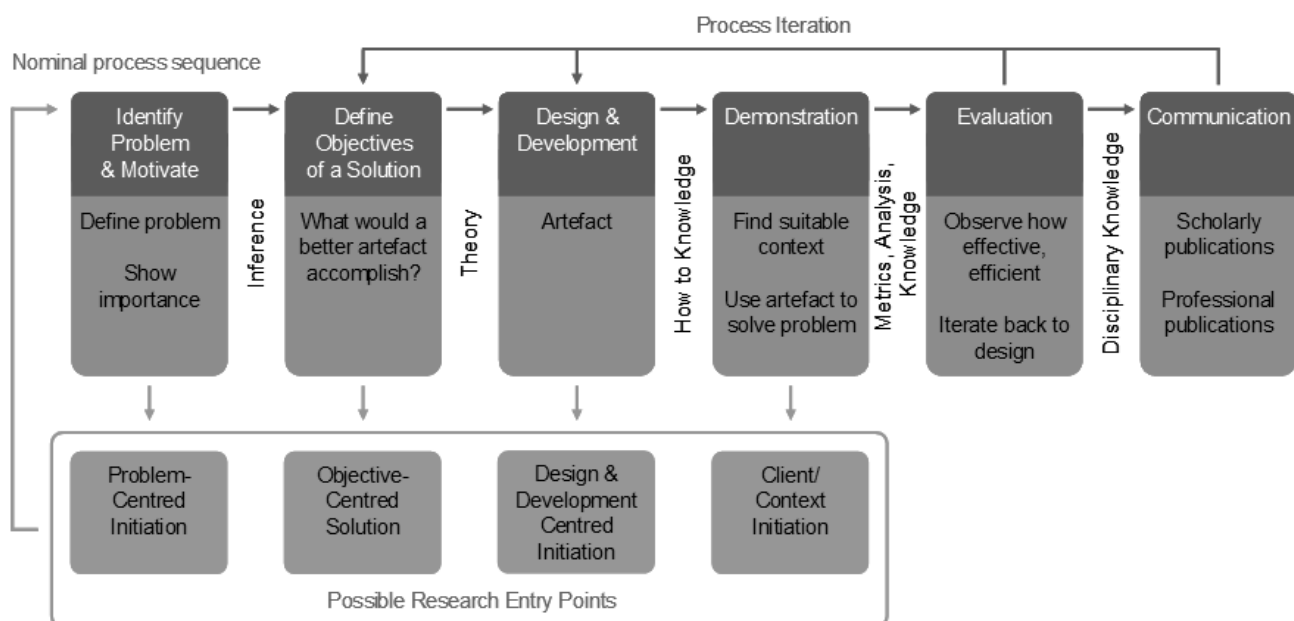 Process Iteration
Nominal process sequence
Identify
Problem
& Motivate
Define problem
Show
importance
Inference
Define
Objectives
of a Solution
What would a
better artefact
accomplish?
Theory
Design &
Development
Artefact
How to Knowledge
Demonstration
Find suitable
context
Use artefact to
solve problem
Metrics, Analysis,
Knowledge
Evaluation
Observe how
effective,
efficient
Iterate back to
design
Disciplinary Knowledge
Communication
Scholarly
publications
Professional
publications
Problem-
Centred
Initiation
Objective-
Centred
Solution
Design &
Development
Centred
Initiation
Client/
Context
Initiation
Possible Research Entry Points